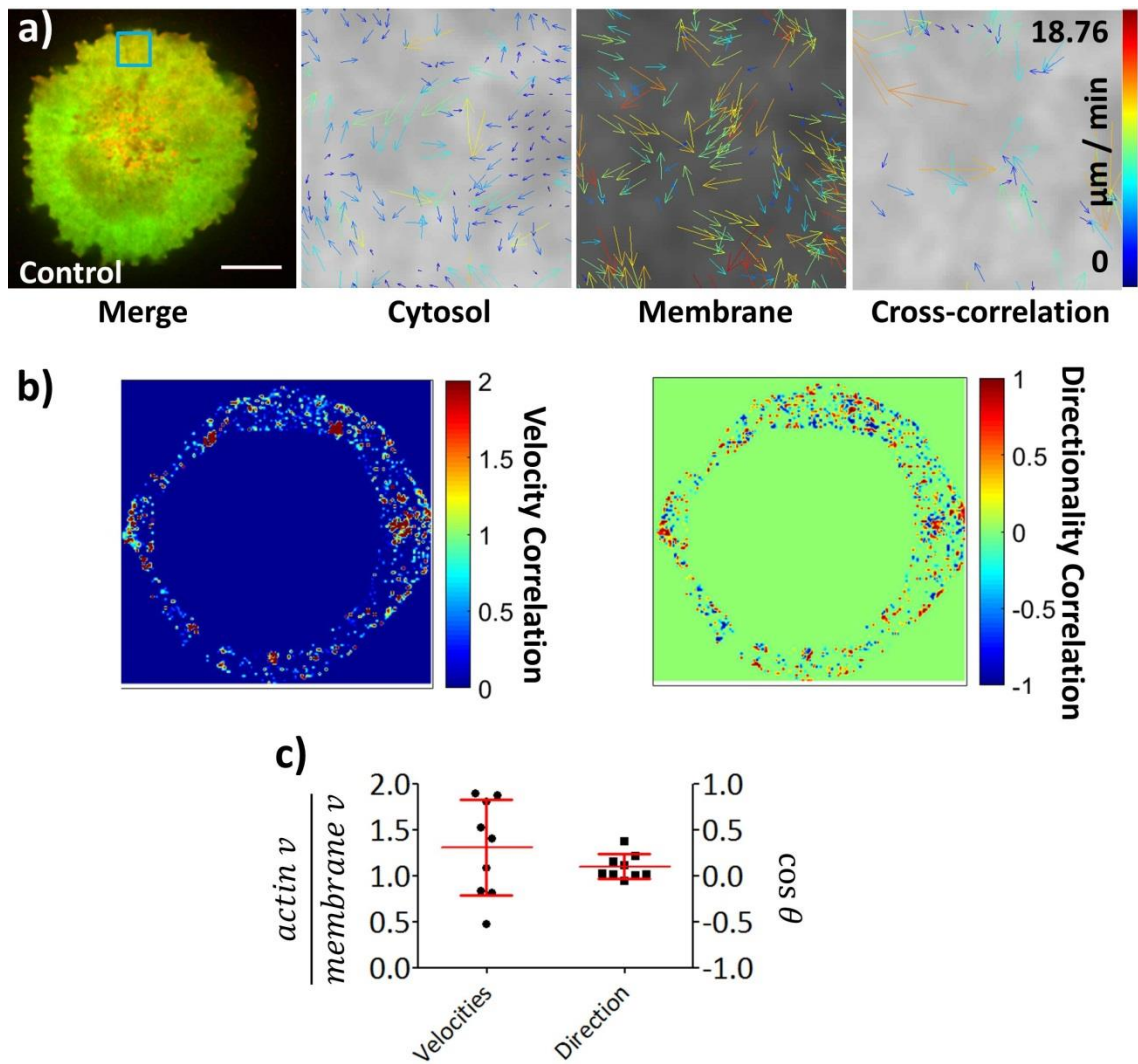 a)
Control
18.76
µm / min
0
Merge
Cytosol
Membrane
Cross-correlation
b)
2
1.5
1
0.5
0
Velocity Correlation
1
0.5
0
-0.5
-1
Directionality Correlation
c)
actin v
membrane v
2.0
1.5
1.0
0.5
0.0
1.0
0.5
0.0
-0.5
-1.0
cos θ
Velocities
Direction